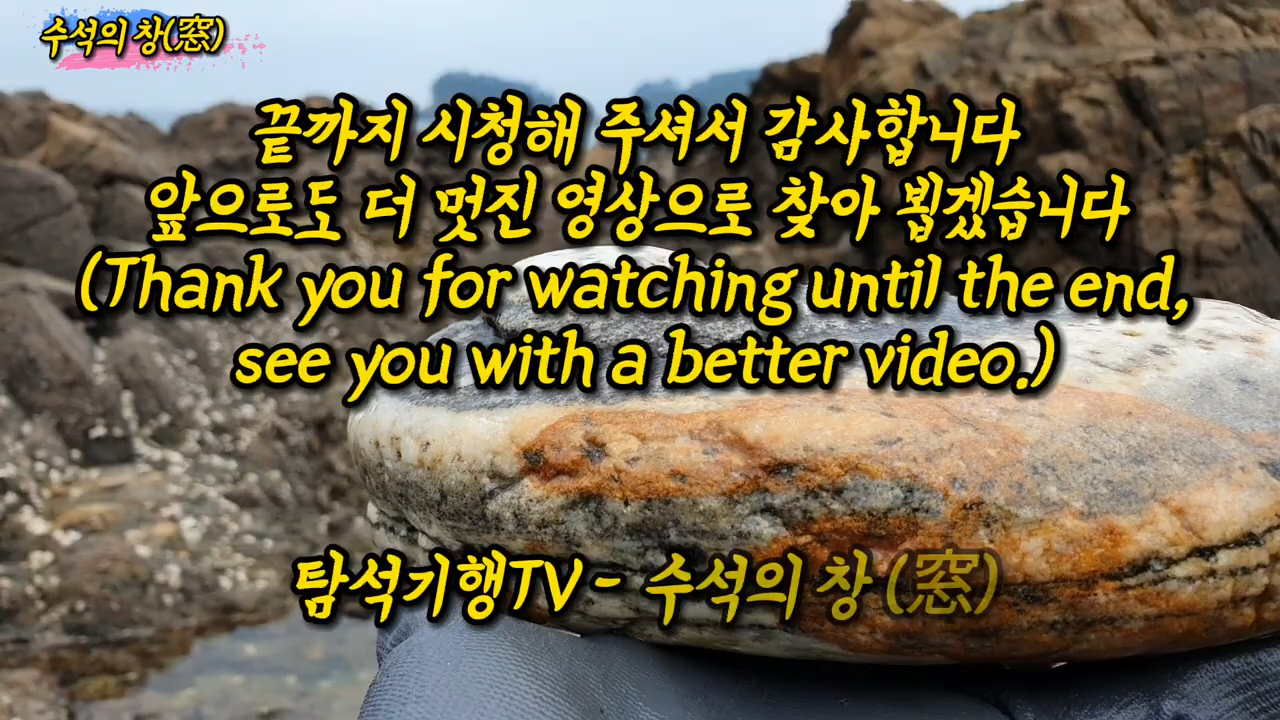 수석의 창(窓)
끝까지 시청해 주셔서 감사합니다
앞으로도 더 멋진 영상으로 찾아 뵙겠습니다
(Thank you for watching until the end,
see you with a better video.)
탐석기행TV - 수석의 창 (窓)